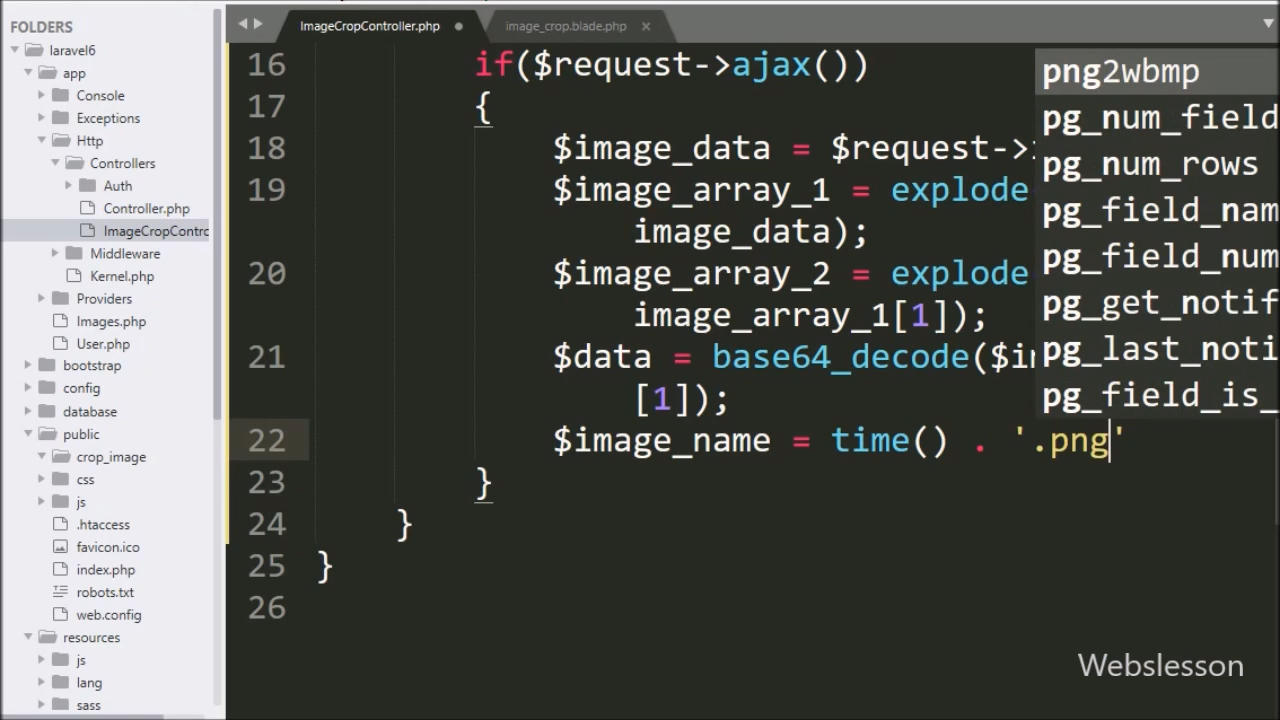 FOLDERS
laravel6
app
Console
Exceptions
Http
Controllers
Auth
Controller.php
ImageCropContro
Middleware
Kernel.php
Providers
Images.php
User.php
bootstrap
config
database
public
crop_image
css
js
.htaccess
favicon.ico
index.php
robots.txt
web.config
resources
js
lang
sass
ImageCropController.php
image_crop.blade.php
16 if($request->ajax())
17 {
18 $image_data = $request->
19 $image_array_1 = explode
image_data);
20 $image_array_2 = explode
image_array_1[1]);
21 $data = base64_decode($i
[1]);
22 $image_name = time() . '.png'
23 }
24 }
25 }
26
png2wbmp
pg_num_field
pg_num_rows
pg_field_nam
pg_field_num
pg_get_notif
pg_last_noti
pg_field_is_
Webslesson